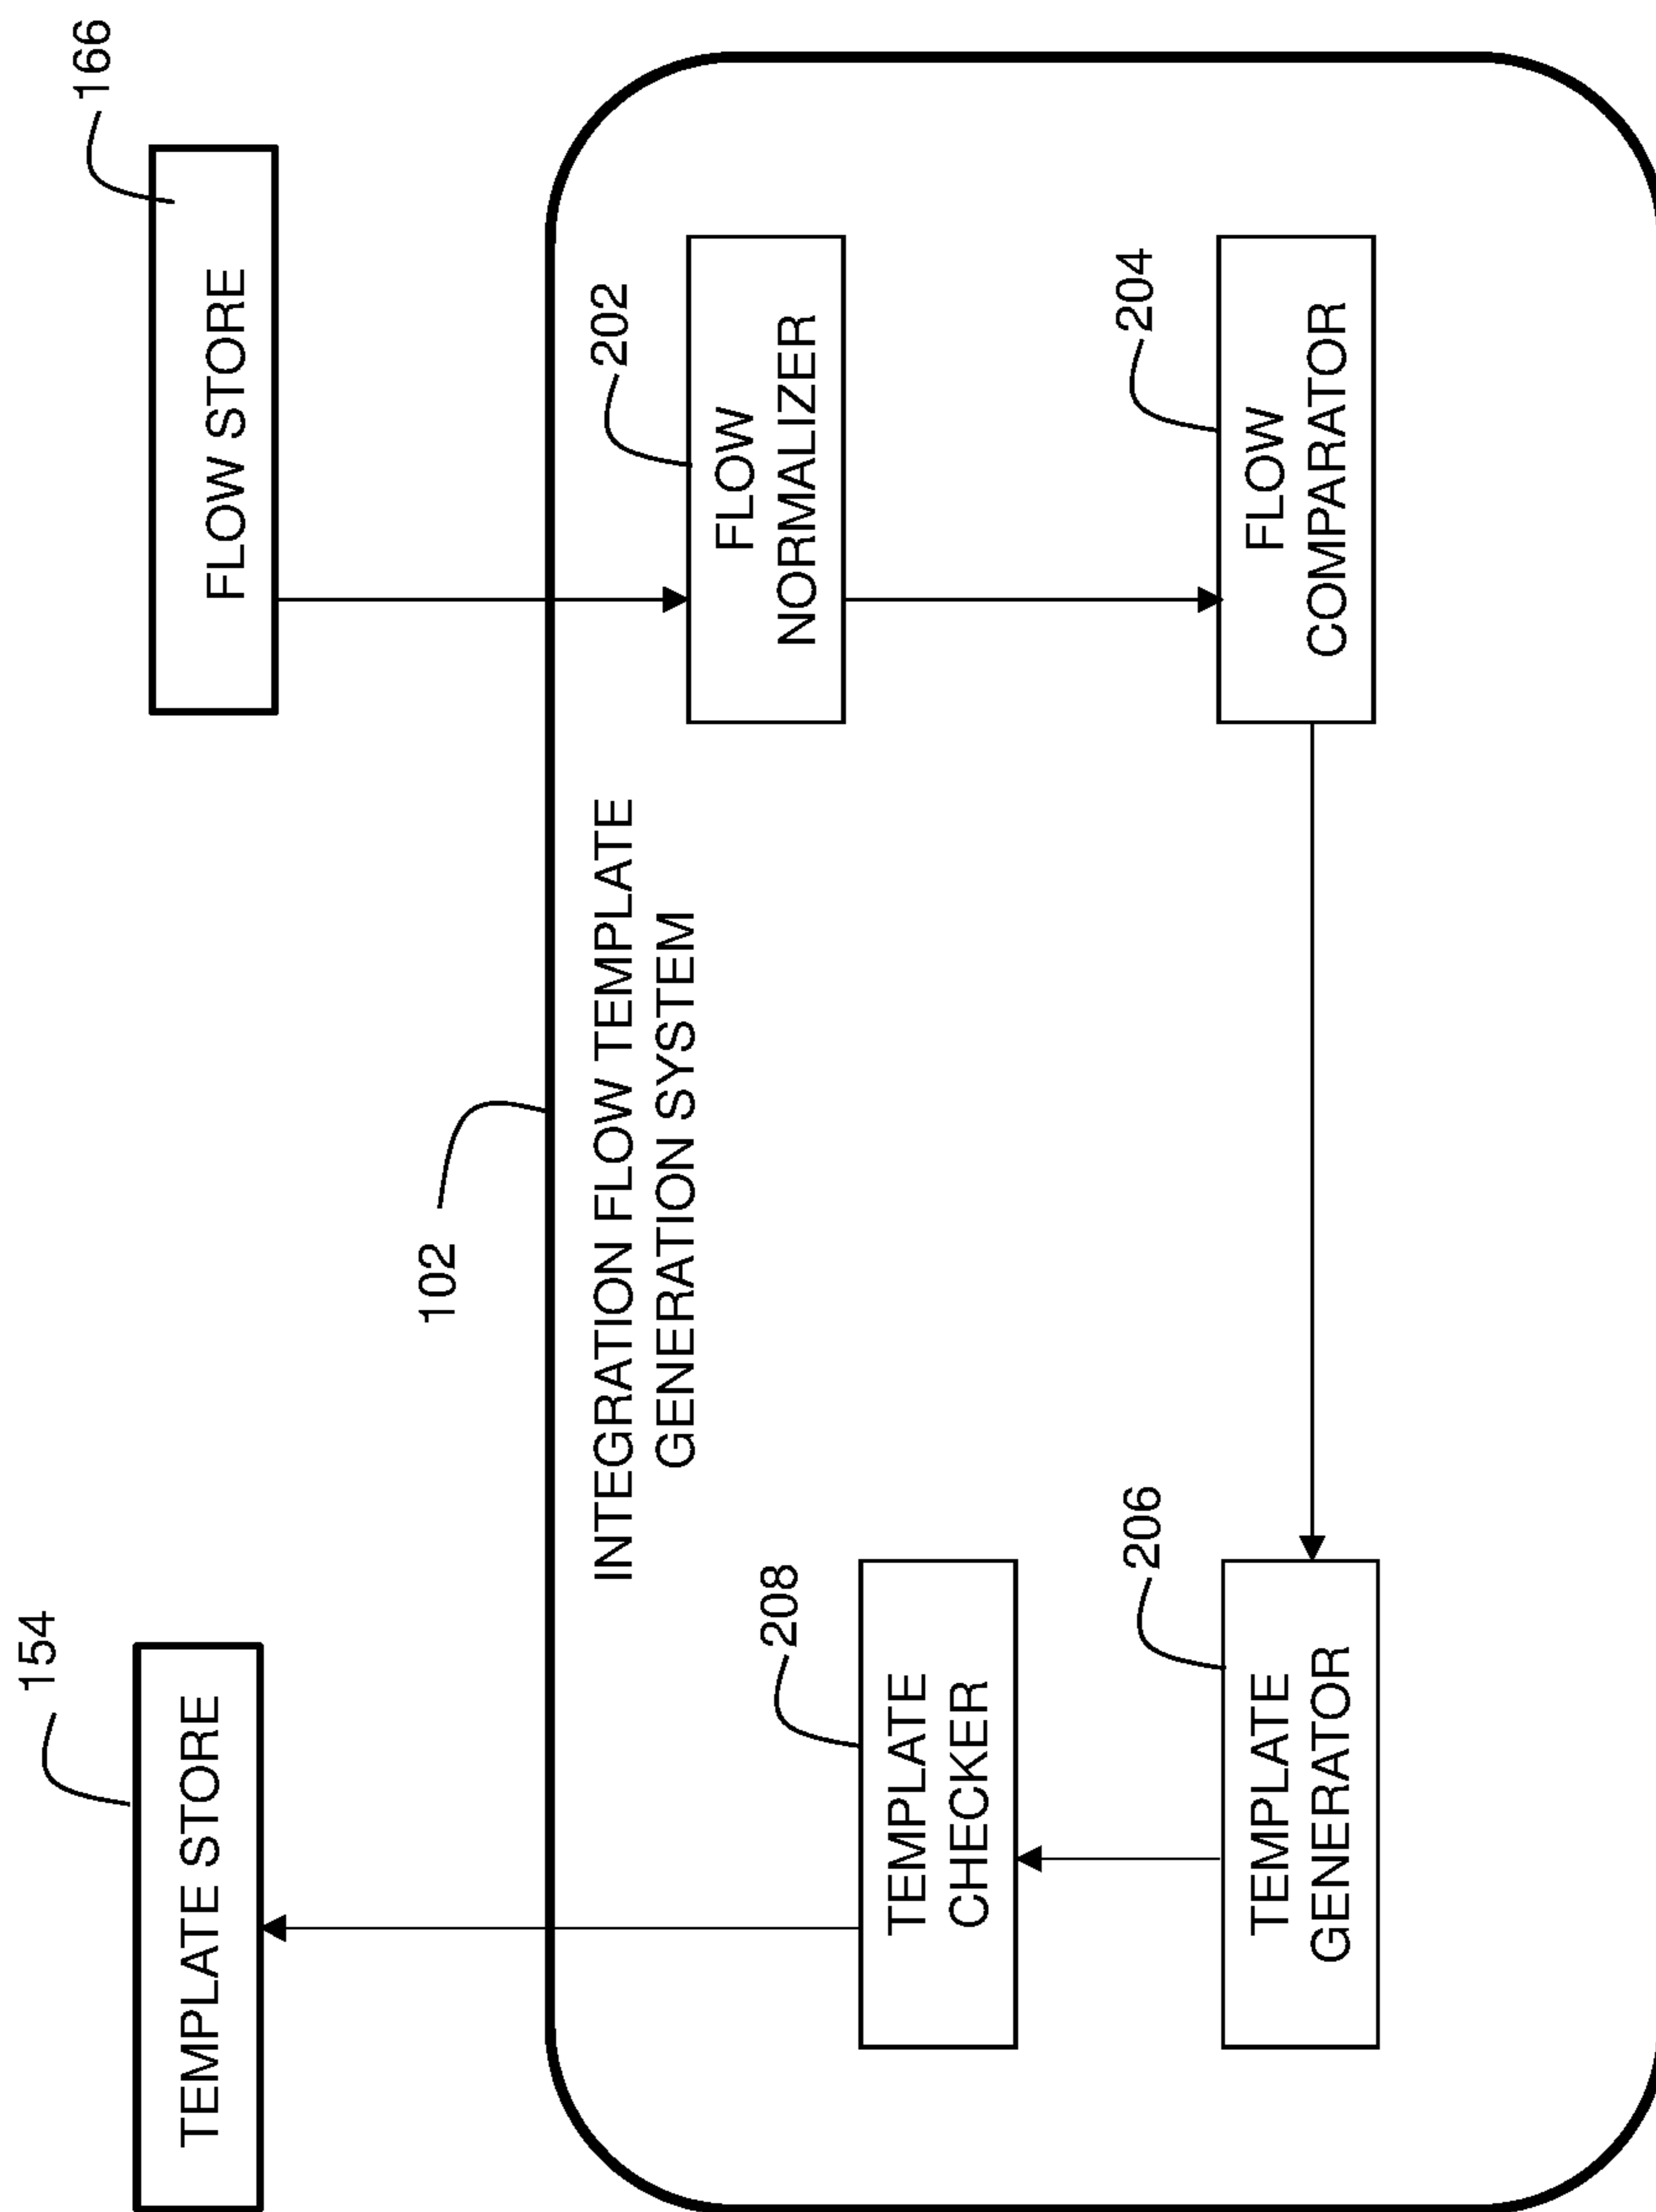 154
TEMPLATE STORE
166
FLOW STORE
102
INTEGRATION FLOW TEMPLATE
GENERATION SYSTEM
202
FLOW
NORMALIZER
208
TEMPLATE
CHECKER
204
FLOW
COMPARATOR
206
TEMPLATE
GENERATOR